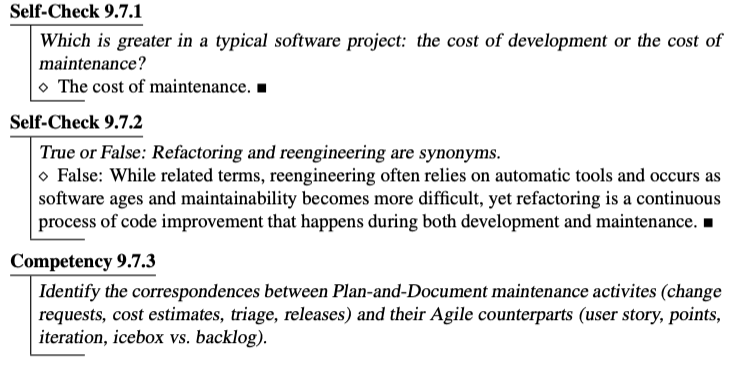 Self-Check 9.7.1
Which is greater in a typical software project: the cost of development or the cost of
maintenance?
⋄ The cost of maintenance. ■
Self-Check 9.7.2
True or False: Refactoring and reengineering are synonyms.
⋄ False: While related terms, reengineering often relies on automatic tools and occurs as
software ages and maintainability becomes more difficult, yet refactoring is a continuous
process of code improvement that happens during both development and maintenance. ■
Competency 9.7.3
Identify the correspondences between Plan-and-Document maintenance activites (change
requests, cost estimates, triage, releases) and their Agile counterparts (user story, points,
iteration, icebox vs. backlog).